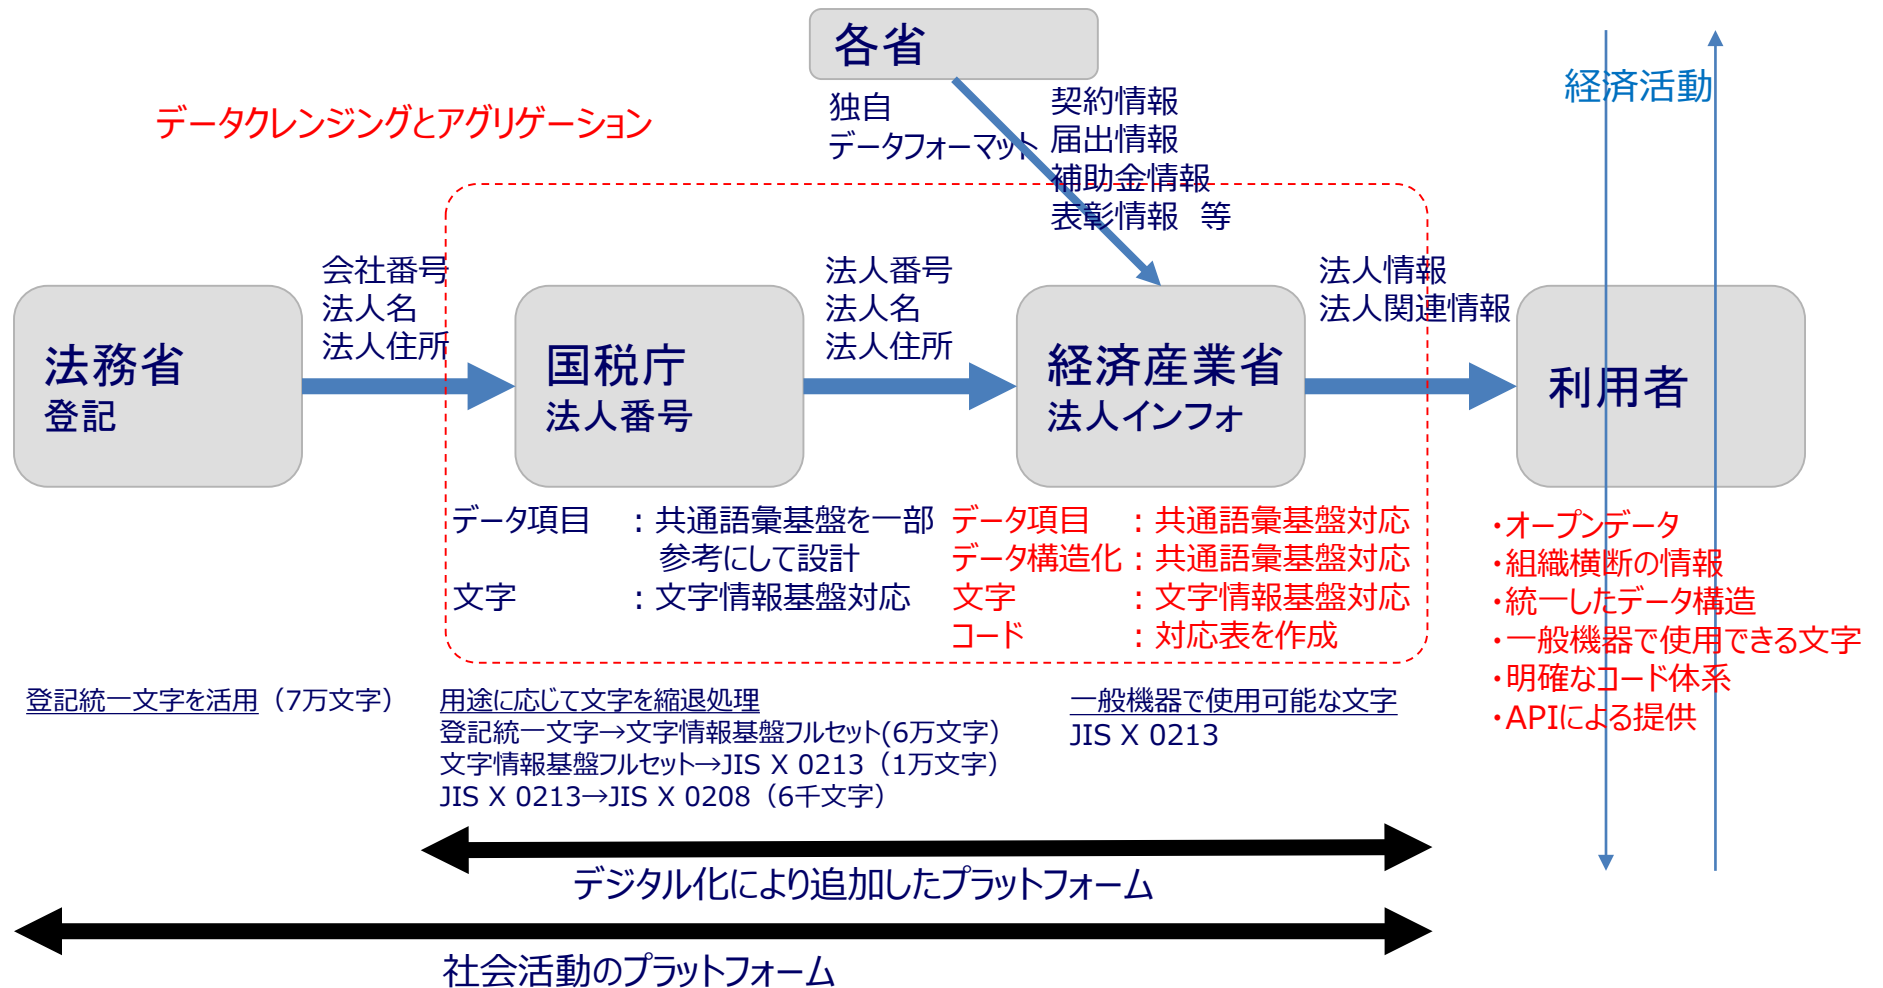 各省
経済活動
データクレンジングとアグリゲーション
独自
データフォーマット
契約情報
届出情報
補助金情報
表彰情報　等
会社番号
法人名
法人住所
法人番号
法人名
法人住所
法人情報
法人関連情報
法務省
登記
国税庁
法人番号
経済産業省
法人インフォ
利用者
データ項目　：共通語彙基盤を一部
参考にして設計
文字　：文字情報基盤対応
データ項目　：共通語彙基盤対応
データ構造化：共通語彙基盤対応
文字　：文字情報基盤対応
コード　：対応表を作成
・オープンデータ
・組織横断の情報
・統一したデータ構造
・一般機器で使用できる文字
・明確なコード体系
・APIによる提供
登記統一文字を活用（7万文字）
用途に応じて文字を縮退処理
登記統一文字→文字情報基盤フルセット(6万文字）
文字情報基盤フルセット→JIS X 0213（1万文字）
JIS X 0213→JIS X 0208（6千文字）
一般機器で使用可能な文字
JIS X 0213
デジタル化により追加したプラットフォーム
社会活動のプラットフォーム